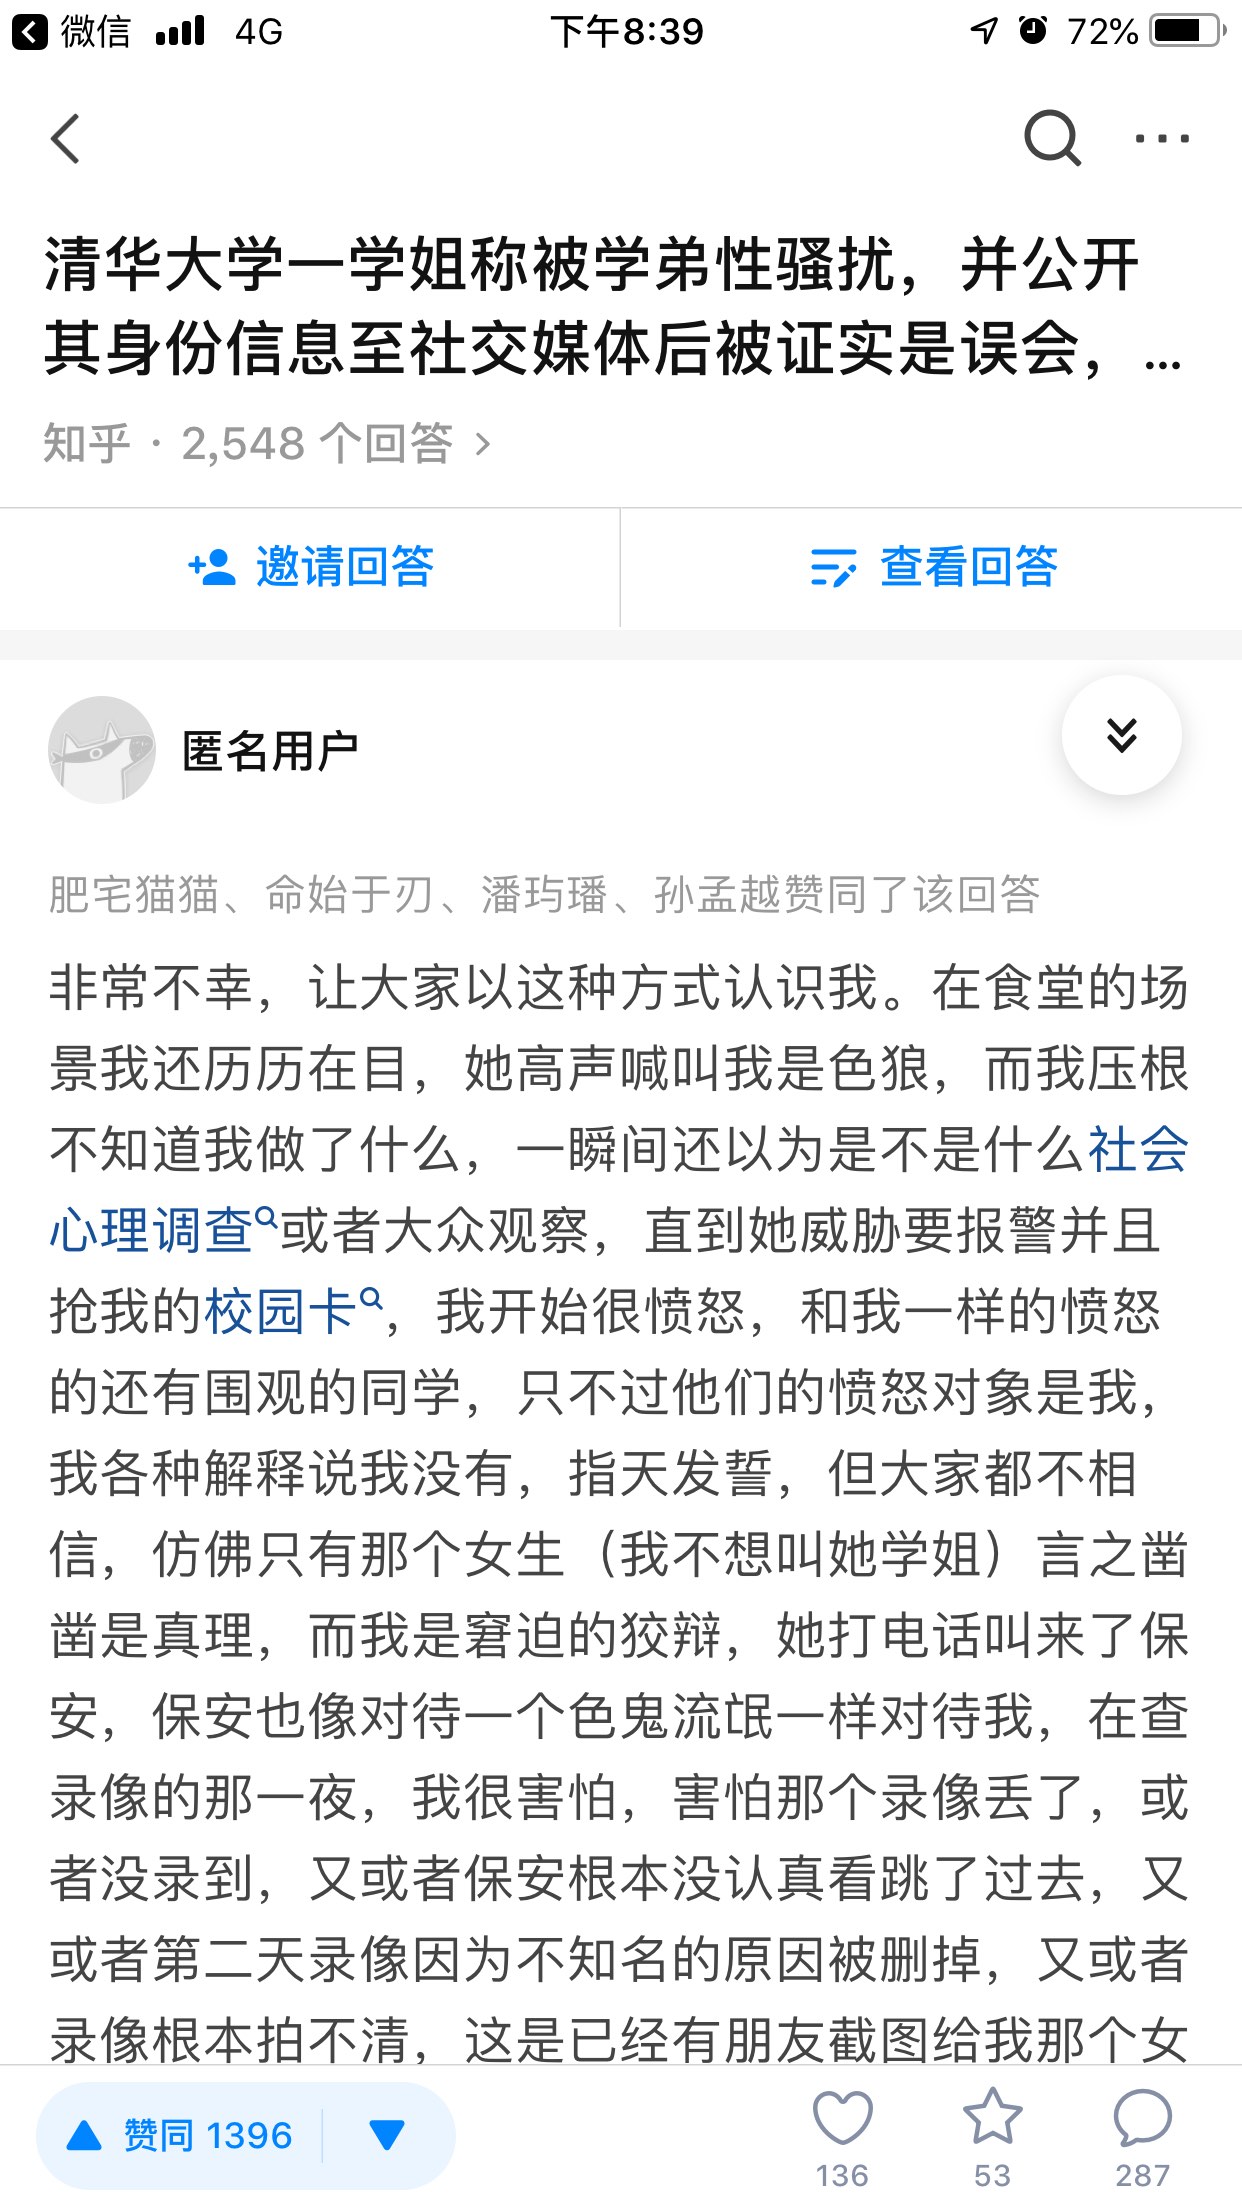 微信 4G 下午8:39 72%
清华大学一学姐称被学弟性骚扰，并公开
其身份信息至社交媒体后被证实是误会，...
知乎 · 2,548 个回答 >
邀请回答 查看回答
匿名用户
肥宅猫猫、命始于刃、潘玙璠、孙孟越赞同了该回答
非常不幸，让大家以这种方式认识我。在食堂的场
景我还历历在目，她高声喊叫我是色狼，而我压根
不知道我做了什么，一瞬间还以为是不是什么社会
心理调查或者大众观察，直到她威胁要报警并且
抢我的校园卡，我开始很愤怒，和我一样的愤怒
的还有围观的同学，只不过他们的愤怒对象是我，
我各种解释说我没有，指天发誓，但大家都不相
信，仿佛只有那个女生（我不想叫她学姐）言之凿
凿是真理，而我是窘迫的狡辩，她打电话叫来了保
安，保安也像对待一个色鬼流氓一样对待我，在查
录像的那一夜，我很害怕，害怕那个录像丢了，或
者没录到，又或者保安根本没认真看跳了过去，又
或者第二天录像因为不知名的原因被删掉，又或者
录像根本拍不清，这是已经有朋友截图给我那个女
赞同 1396 136 53 287